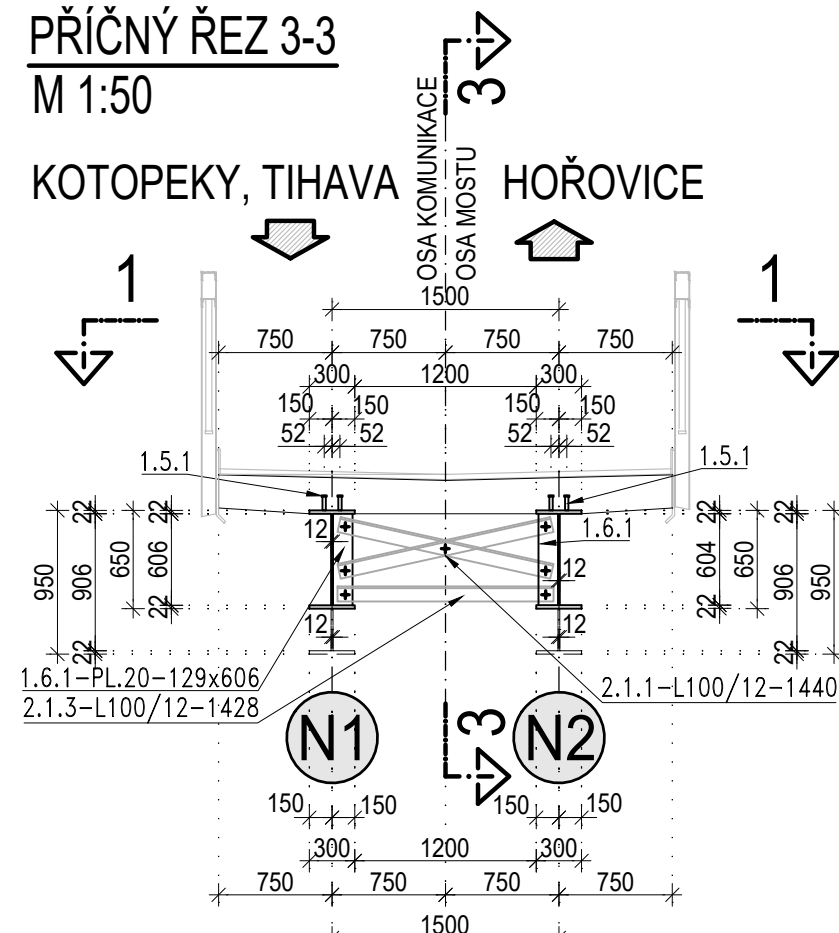 PŘÍČNÝ ŘEZ 3-3
M 1:50
3
OSA KOMUNIKACE
OSA MOSTU
KOTOPEKY, TIHAVA
HOŘOVICE
1
1
1500
750 750 750 750
300 1200 300
150 150 150 150
52 52 52 52
1.5.1
1.5.1
1.6.1
950 906 22 22 650 606 22 22
22 22 604 650 22 22 906 950
12
12
12
12
1.6.1-PL.20-129x606
2.1.3-L100/12-1428
2.1.1-L100/12-1440
N1
N2
3
150 150 150 150
300 1200 300
750 750 750 750
1500